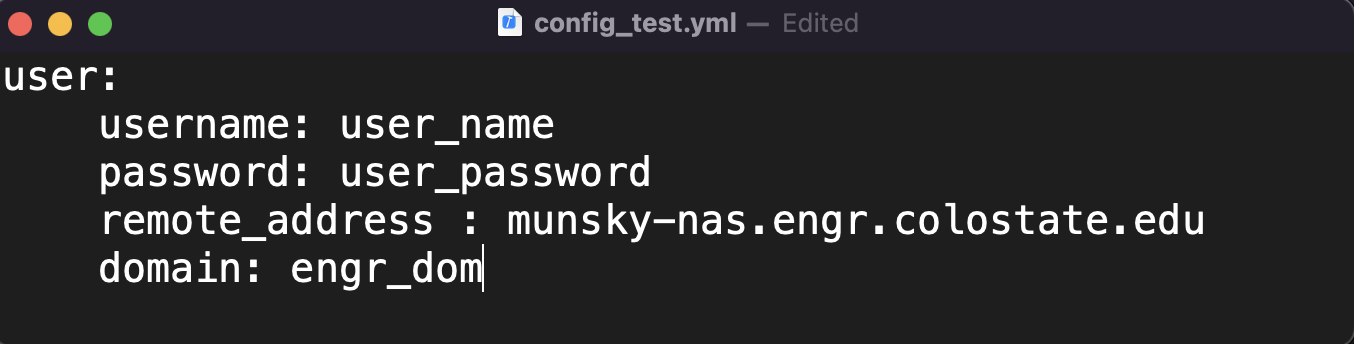 config_test.yml — Edited
user:
    username: user_name
    password: user_password
    remote_address : munsky-nas.engr.colostate.edu
    domain: engr_dom